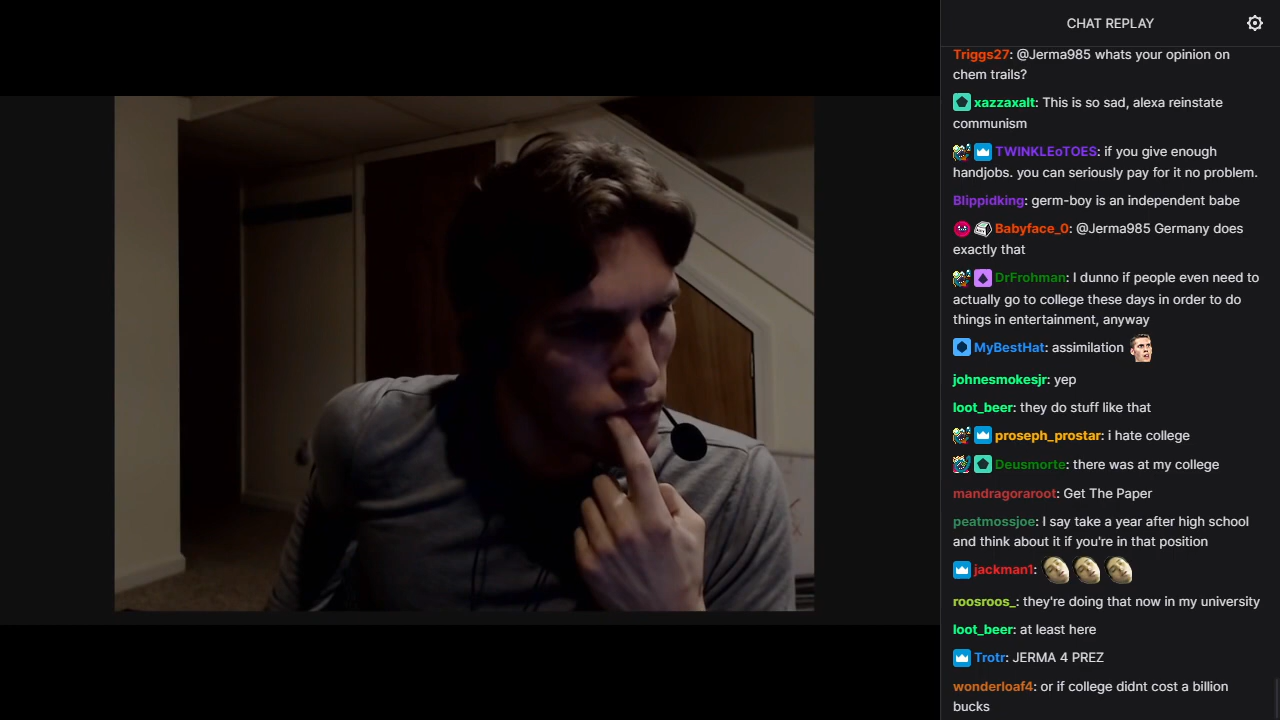 CHAT REPLAY
Triggs27: @Jerma985 whats your opinion on
chem trails?
xazzaxalt: This is so sad, alexa reinstate
communism
TWINKLEoTOES: if you give enough
handjobs. you can seriously pay for it no problem.
Blippidking: germ-boy is an independent babe
Babyface_0: @Jerma985 Germany does
exactly that
DrFrohman: I dunno if people even need to
actually go to college these days in order to do
things in entertainment, anyway
MyBestHat: assimilation
johnesmokesjr: yep
loot_beer: they do stuff like that
proseph_prostar: i hate college
Deusmorte: there was at my college
mandragoraroot: Get The Paper
peatmossjoe: I say take a year after high school
and think about it if you're in that position
jackman1:
roosroos_: they're doing that now in my university
loot_beer: at least here
Trotr: JERMA 4 PREZ
wonderloaf4: or if college didnt cost a billion
bucks